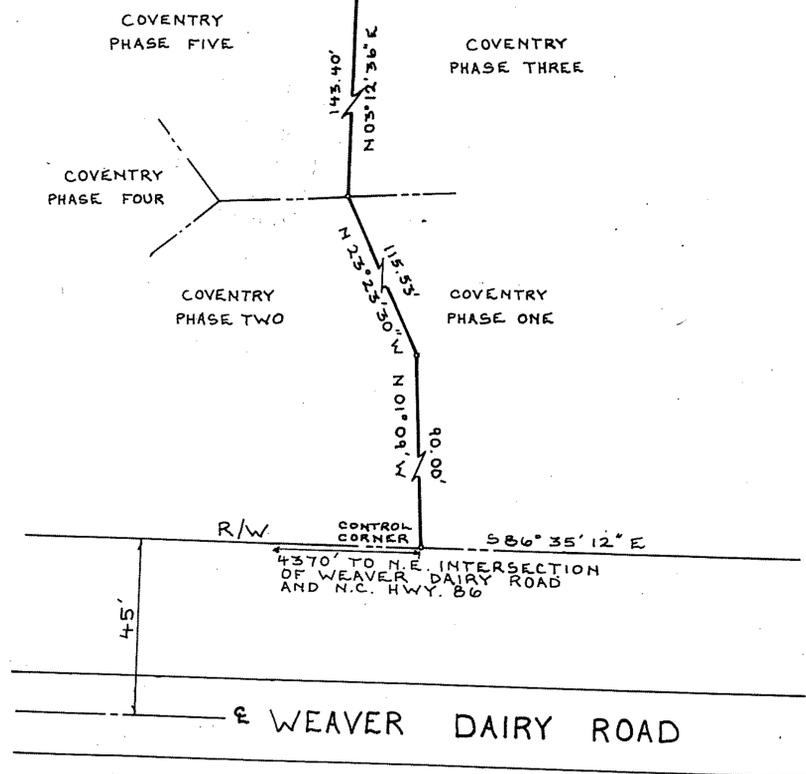 COVENTRY
PHASE FIVE
COVENTRY
PHASE THREE
143.40'
N 03° 12' 36" E
COVENTRY
PHASE FOUR
N 23° 23' 30" W
115.53'
COVENTRY
PHASE TWO
COVENTRY
PHASE ONE
90.00'
R/W
CONTROL
CORNER
S 86° 35' 12" E
4370' TO N.E. INTERSECTION
OF WEAVER DAIRY ROAD
AND N.C. HWY. 86
45'
℄ WEAVER DAIRY ROAD